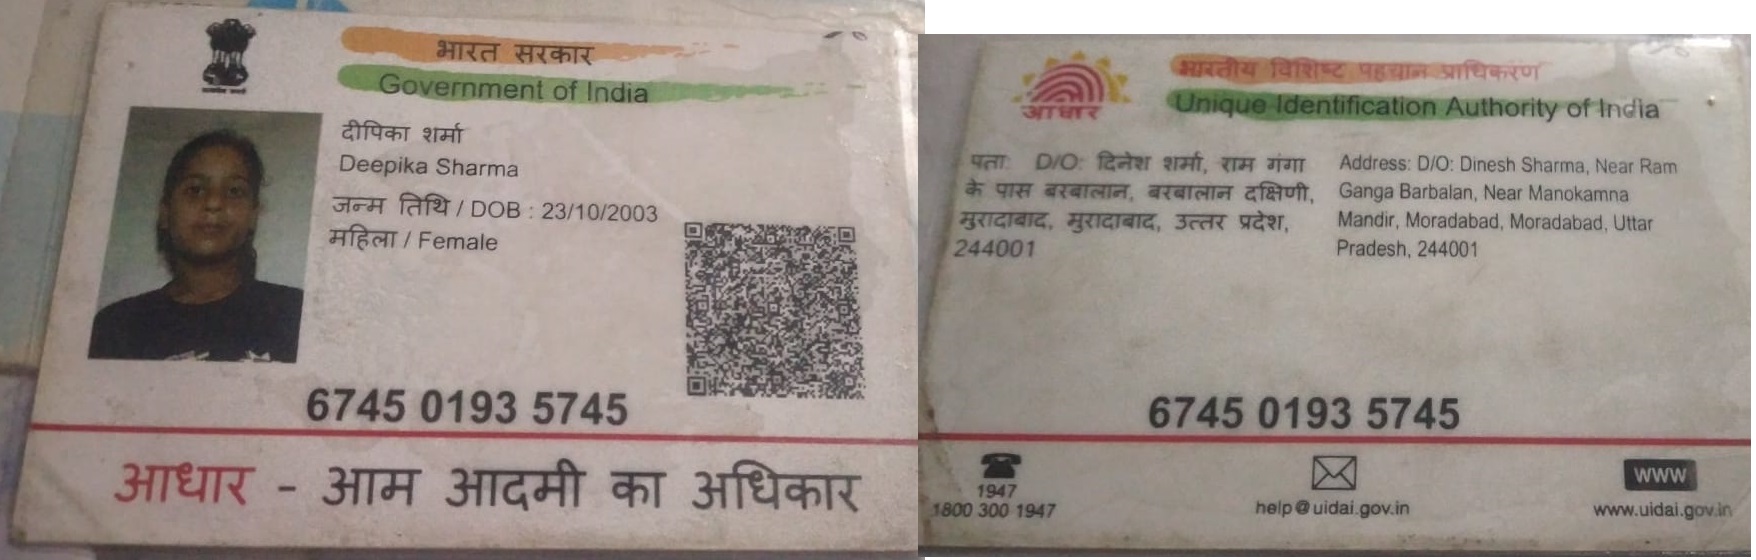 भारत सरकार
Government of India
दीपिका शर्मा
Deepika Sharma
जन्म तिथि / DOB : 23/10/2003
महिला / Female
6745 0193 5745
आधार - आम आदमी का अधिकार
भारतीय विशिष्ट पहचान प्राधिकरण
Unique Identification Authority of India
आधार
पता: D/O: दिनेश शर्मा, राम गंगा
के पास बरबालान, बरबालान दक्षिणी,
मुरादाबाद, मुरादाबाद, उत्तर प्रदेश,
244001
Address: D/O: Dinesh Sharma, Near Ram
Ganga Barbalan, Near Manokamna
Mandir, Moradabad, Moradabad, Uttar
Pradesh, 244001
6745 0193 5745
1947
1800 300 1947
help@uidai.gov.in
www
www.uidai.gov.in